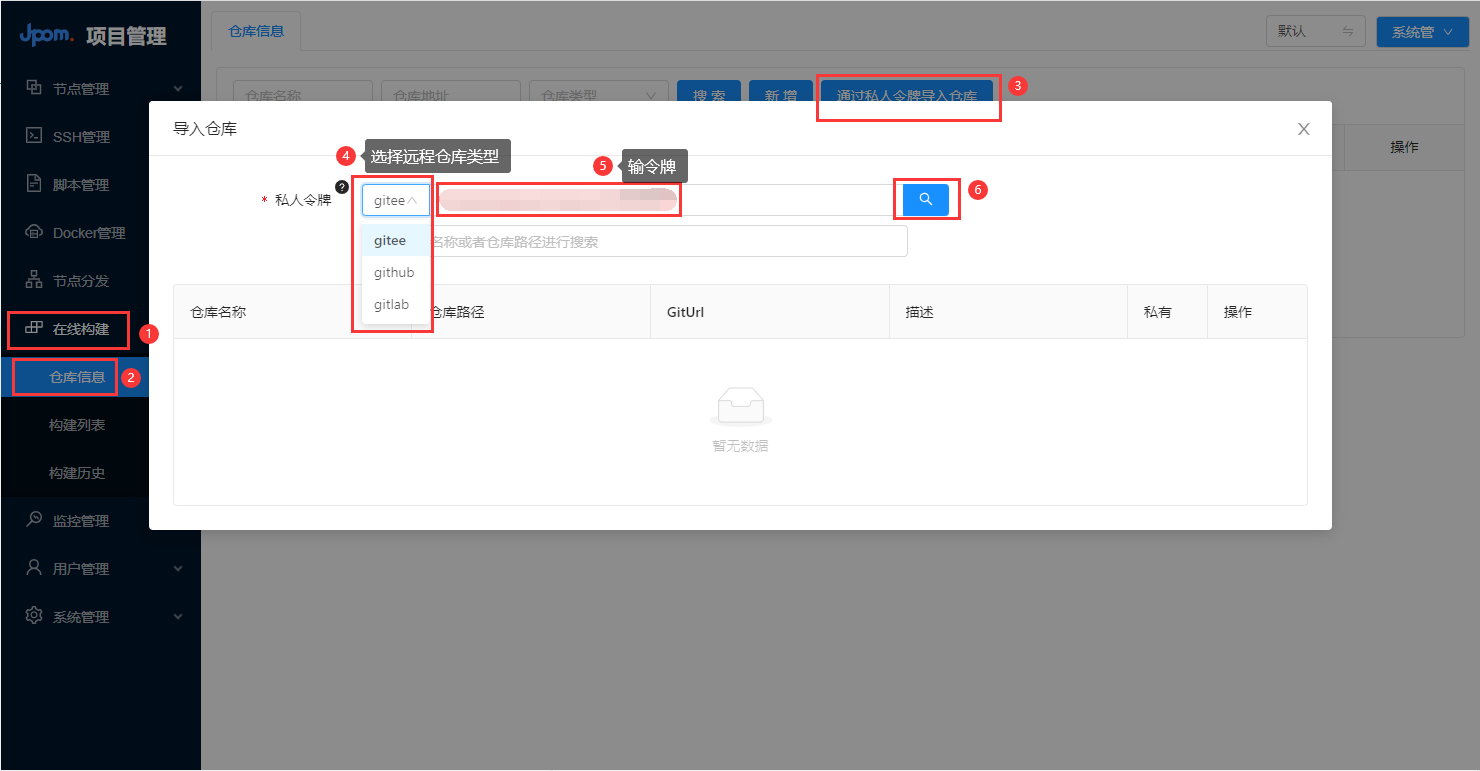 Jpom. 项目管理
仓库信息
默认
系统管
节点管理
SSH管理
脚本管理
Docker管理
节点分发
在线构建
1
仓库信息
2
构建列表
构建历史
监控管理
用户管理
系统管理
仓库名称
仓库地址
仓库类型
搜 索
新 增
通过私人令牌导入仓库
3
操作
导入仓库
X
4
选择远程仓库类型
5
输令牌
* 私人令牌
?
gitee
6
gitee
github
gitlab
名称或者仓库路径进行搜索
仓库名称
仓库路径
GitUrl
描述
私有
操作
暂无数据